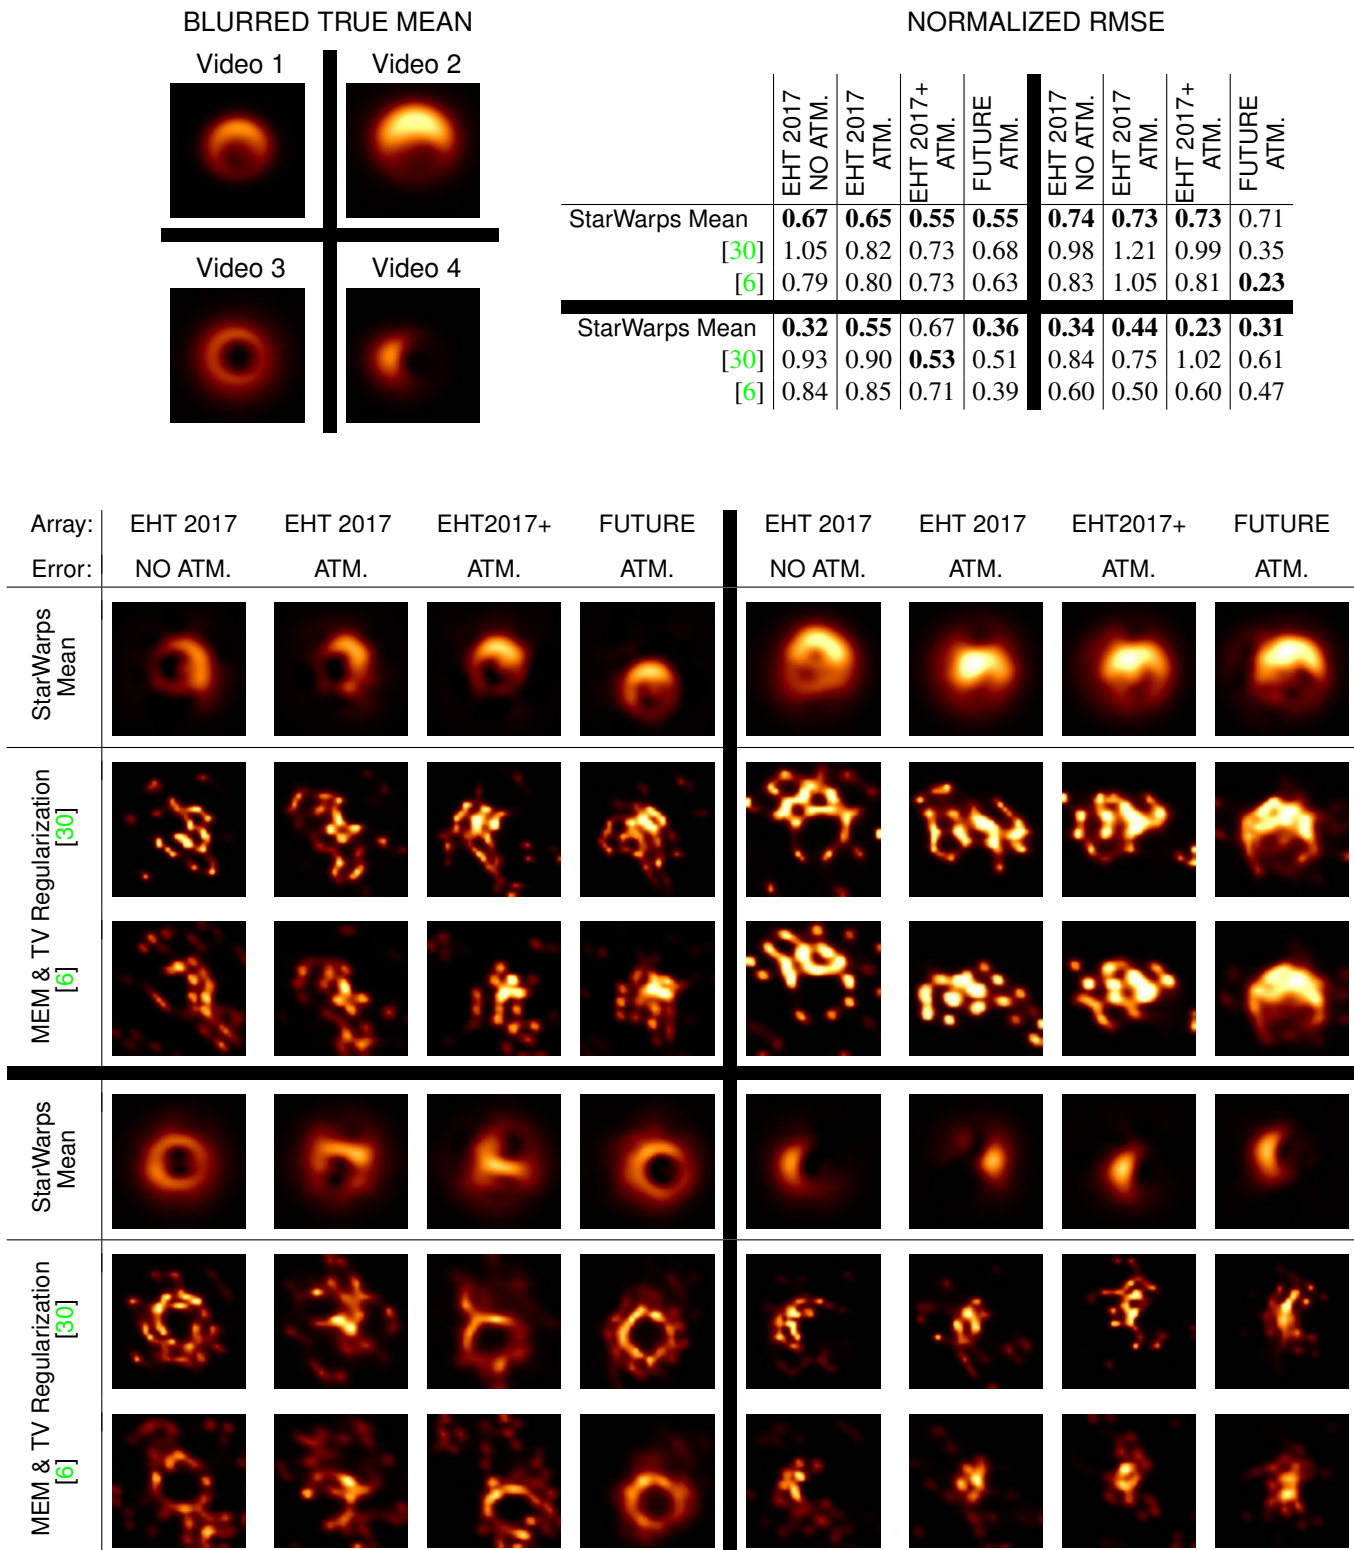 BLURRED TRUE MEAN
Video 1 Video 2
Video 3 Video 4
NORMALIZED RMSE
EHT 2017 NO ATM. EHT 2017 ATM. EHT 2017+ ATM. FUTURE ATM. EHT 2017 NO ATM. EHT 2017 ATM. EHT 2017+ ATM. FUTURE ATM.
StarWarps Mean 0.67 0.65 0.55 0.55 0.74 0.73 0.73 0.71
[30] 1.05 0.82 0.73 0.68 0.98 1.21 0.99 0.35
[6] 0.79 0.80 0.73 0.63 0.83 1.05 0.81 0.23
StarWarps Mean 0.32 0.55 0.67 0.36 0.34 0.44 0.23 0.31
[30] 0.93 0.90 0.53 0.51 0.84 0.75 1.02 0.61
[6] 0.84 0.85 0.71 0.39 0.60 0.50 0.60 0.47
Array: EHT 2017 EHT 2017 EHT2017+ FUTURE EHT 2017 EHT 2017 EHT2017+ FUTURE
Error: NO ATM. ATM. ATM. ATM. NO ATM. ATM. ATM. ATM.
StarWarps
Mean
MEM & TV Regularization
[30]
[6]
StarWarps
Mean
MEM & TV Regularization
[30]
[6]